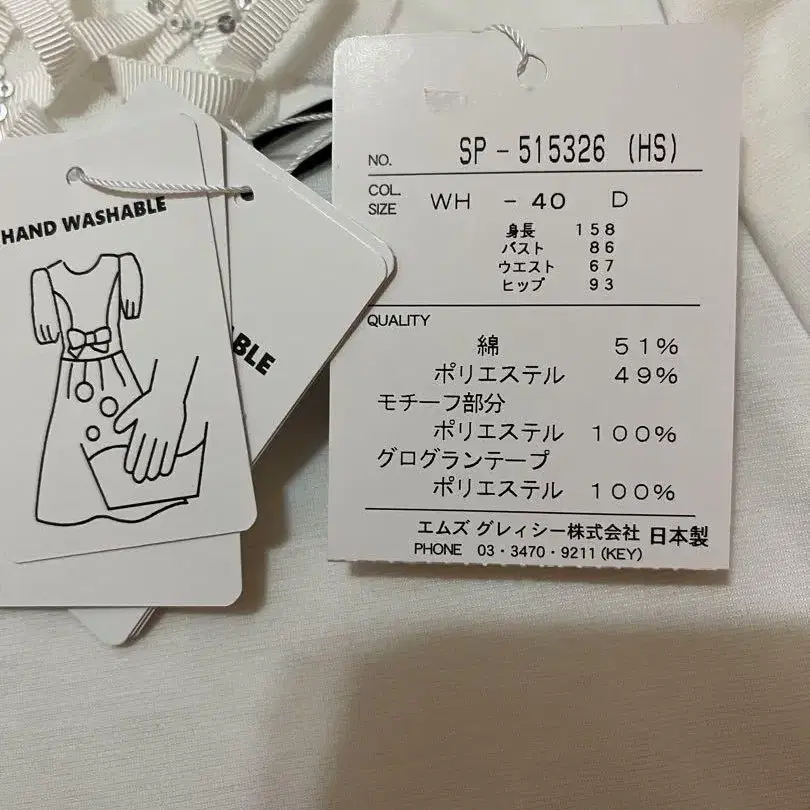 HAND WASHABLE
BLE
NO. SP-515326 (HS)
COL.
SIZE WH - 40 D
身長 158
バスト 86
ウエスト 67
ヒップ 93
QUALITY
綿 51%
ポリエステル 49%
モチーフ部分
ポリエステル 100%
グログランテープ
ポリエステル 100%
エムズ グレィシー株式会社 日本製
PHONE 03・3470・9211(KEY)